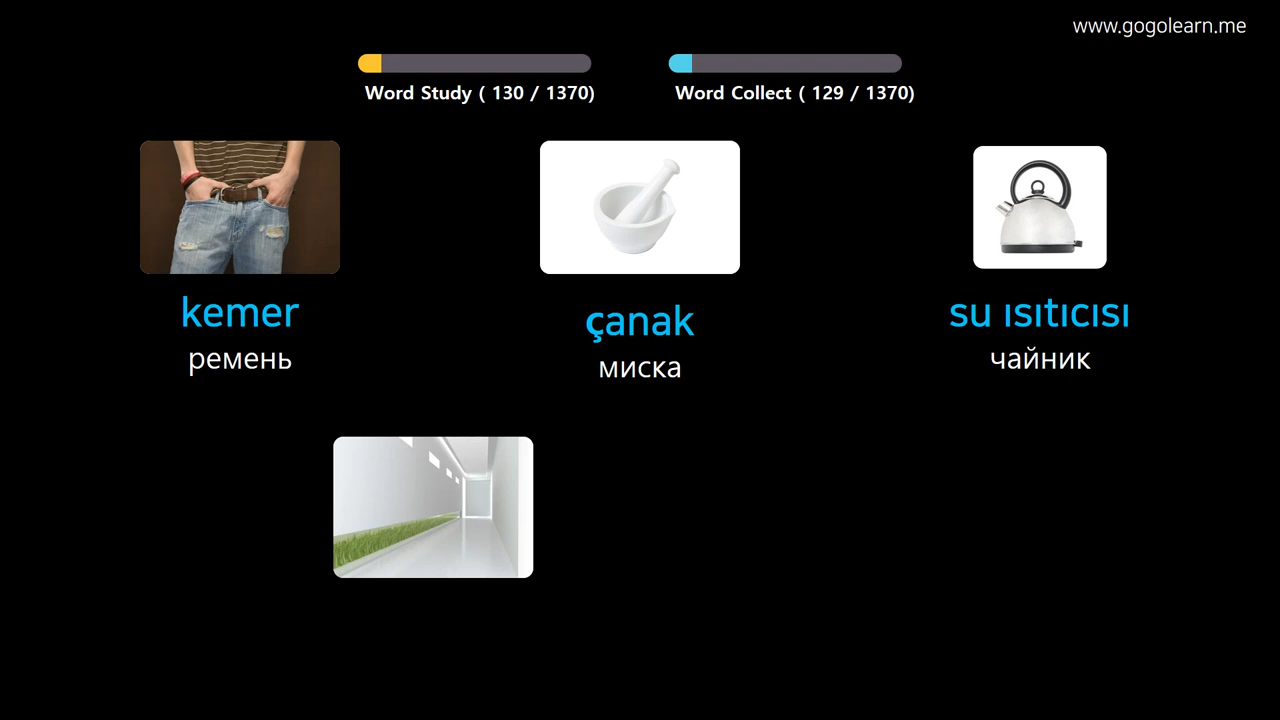 www.gogolearn.me
Word Study ( 130 / 1370)
Word Collect ( 129 / 1370)
kemer
ремень
çanak
миска
su ısıtıcısı
чайник